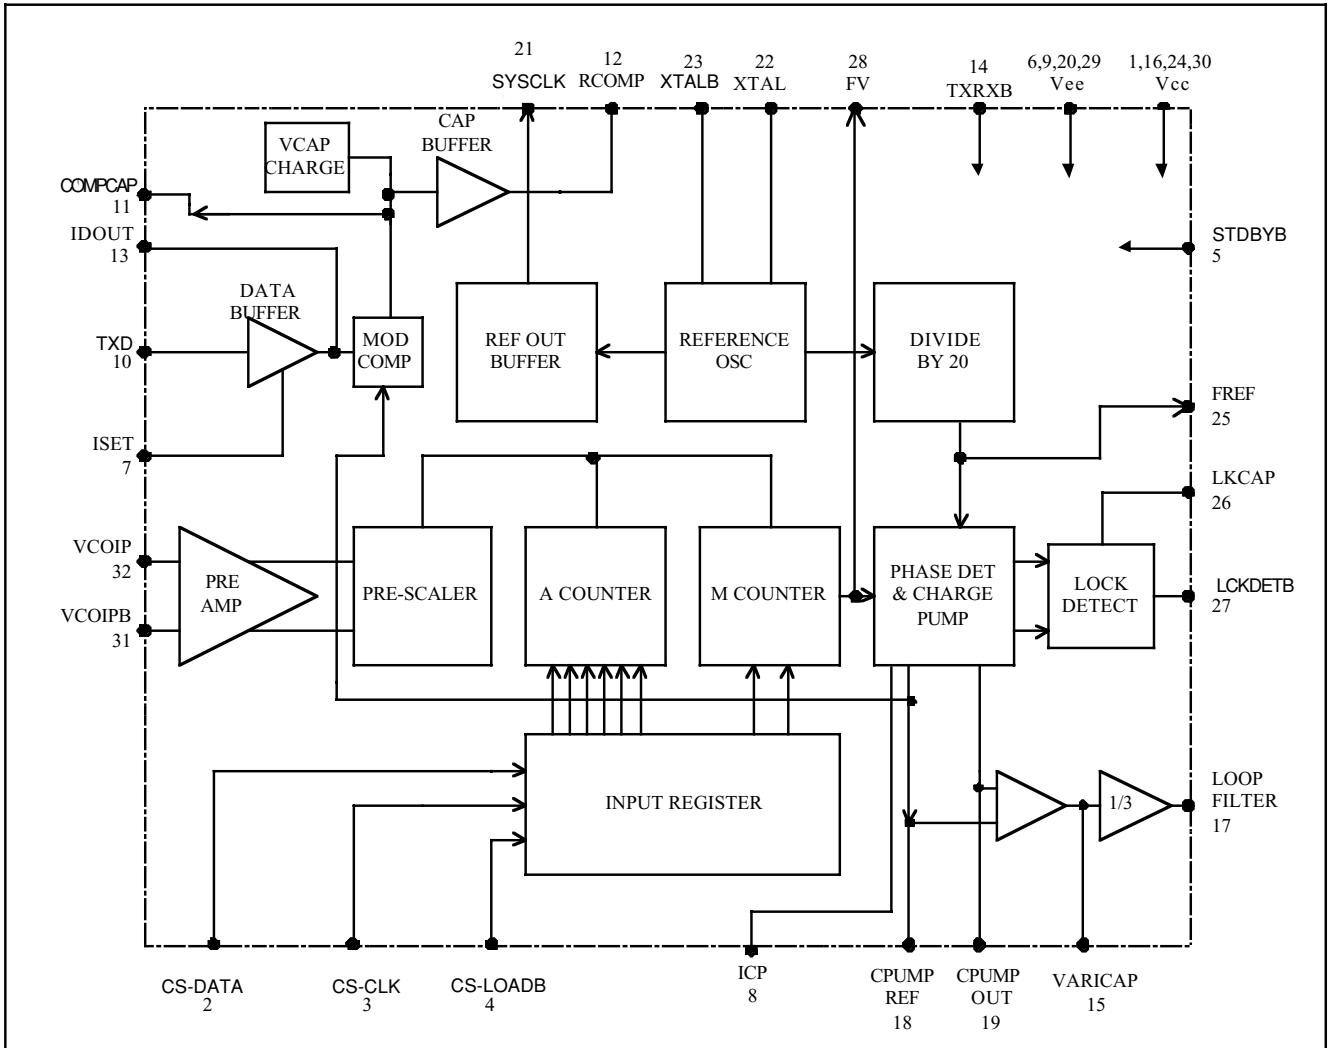 21
SYSCLK
12
RCOMP
23
XTALB
22
XTAL
28
FV
14
TXRXB
6,9,20,29
Vee
1,16,24,30
Vcc
VCAP
CHARGE
CAP
BUFFER
COMPCAP
11
IDOUT
13
STDBYB
5
DATA
BUFFER
TXD
10
MOD
COMP
REF OUT
BUFFER
REFERENCE
OSC
DIVIDE
BY 20
FREF
25
ISET
7
LKCAP
26
VCOIP
32
VCOIPB
31
PRE
AMP
PRE-SCALER
A COUNTER
M COUNTER
PHASE DET
& CHARGE
PUMP
LOCK
DETECT
LCKDETB
27
INPUT REGISTER
1/3
LOOP
FILTER
17
CS-DATA
2
CS-CLK
3
CS-LOADB
4
ICP
8
CPUMP
REF
18
CPUMP
OUT
19
VARICAP
15